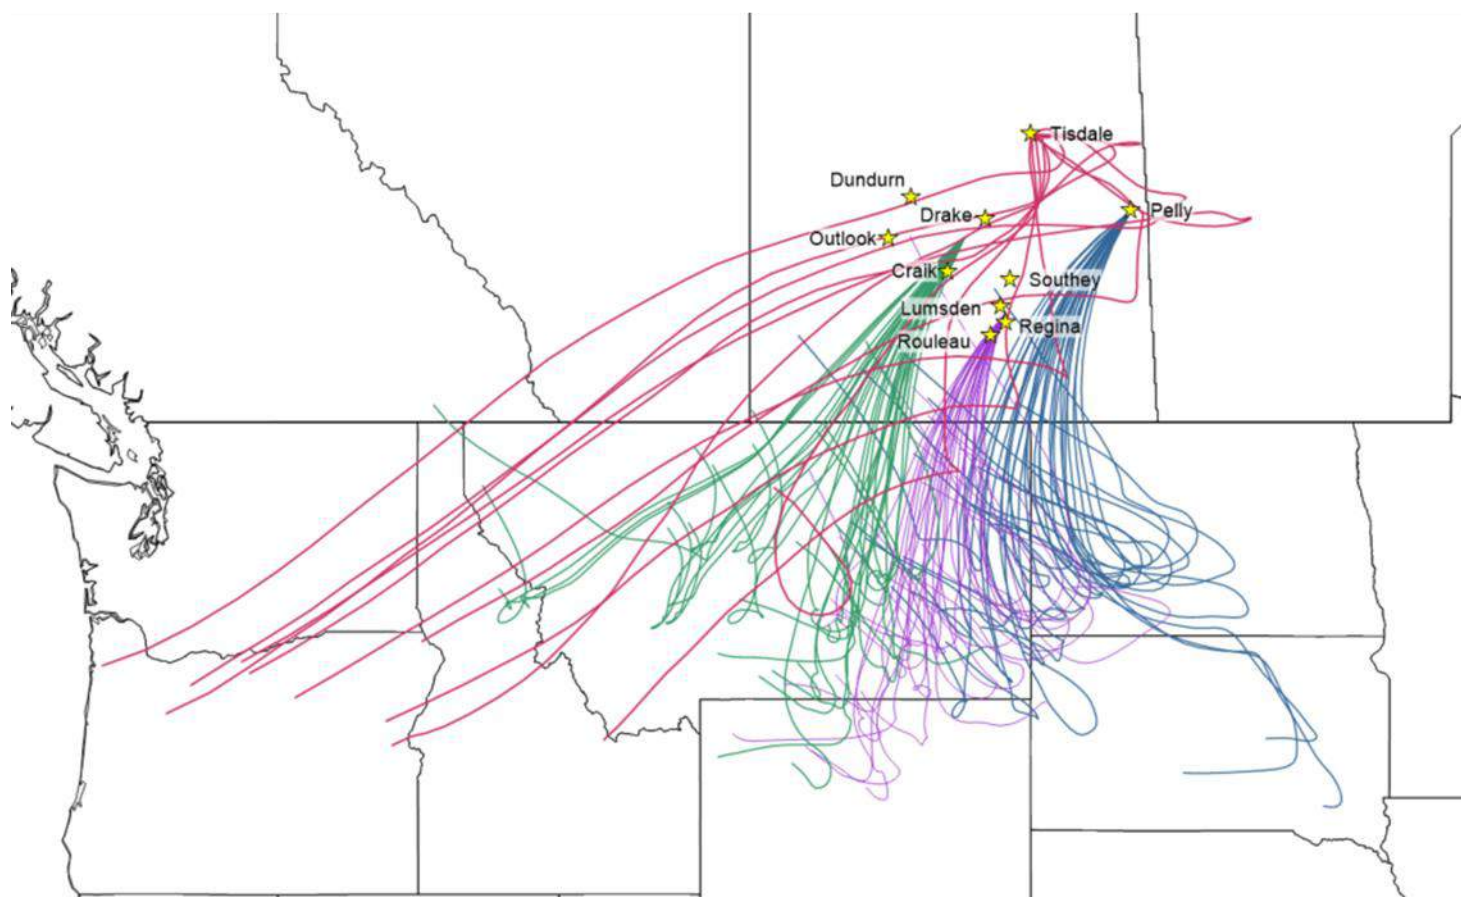 Tisdale
Dundurn
Drake
Pelly
Outlook
Craik
Southey
Lumsden
Regina
Rouleau